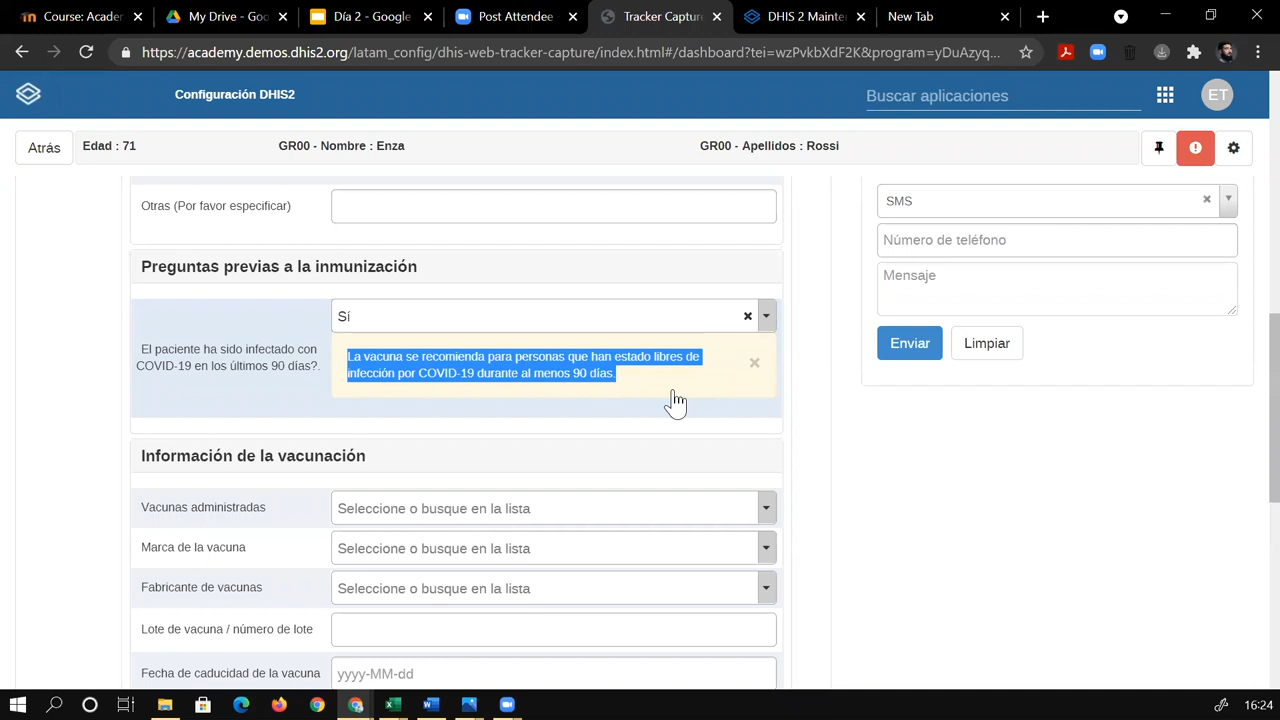 Course: Acader
My Drive - Goo
Día 2 - Google
Post Attendee
Tracker Captur
DHIS 2 Mainter
New Tab
https://academy.demos.dhis2.org/latam_config/dhis-web-tracker-capture/index.html#/dashboard?tei=wzPvkbXdF2K&program=yDuAzyq...
Configuración DHIS2
Buscar aplicaciones
ET
Atrás
Edad : 71
GR00 - Nombre : Enza
GR00 - Apellidos : Rossi
Otras (Por favor especificar)
SMS
Número de teléfono
Mensaje
Enviar
Limpiar
Preguntas previas a la inmunización
El paciente ha sido infectado con
COVID-19 en los últimos 90 días?.
Sí
La vacuna se recomienda para personas que han estado libres de
infección por COVID-19 durante al menos 90 días.
Información de la vacunación
Vacunas administradas
Seleccione o busque en la lista
Marca de la vacuna
Seleccione o busque en la lista
Fabricante de vacunas
Seleccione o busque en la lista
Lote de vacuna / número de lote
Fecha de caducidad de la vacuna
yyyy-MM-dd
16:24